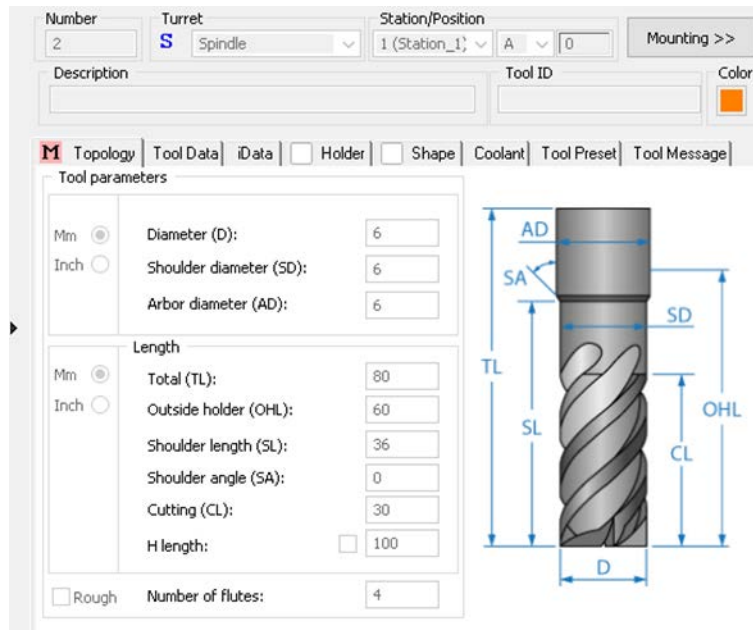 Number Turret Station/Position
2 S Spindle 1 (Station_1) A 0 Mounting >>
Description Tool ID Color
M Topology Tool Data iData Holder Shape Coolant Tool Preset Tool Message
Tool parameters
Mm Diameter (D): 6
Inch Shoulder diameter (SD): 6
Arbor diameter (AD): 6
Length
Mm Total (TL): 80
Inch Outside holder (OHL): 60
Shoulder length (SL): 36
Shoulder angle (SA): 0
Cutting (CL): 30
H length: 100
Rough Number of flutes: 4
AD
SA
SD
TL
OHL
SL
CL
D